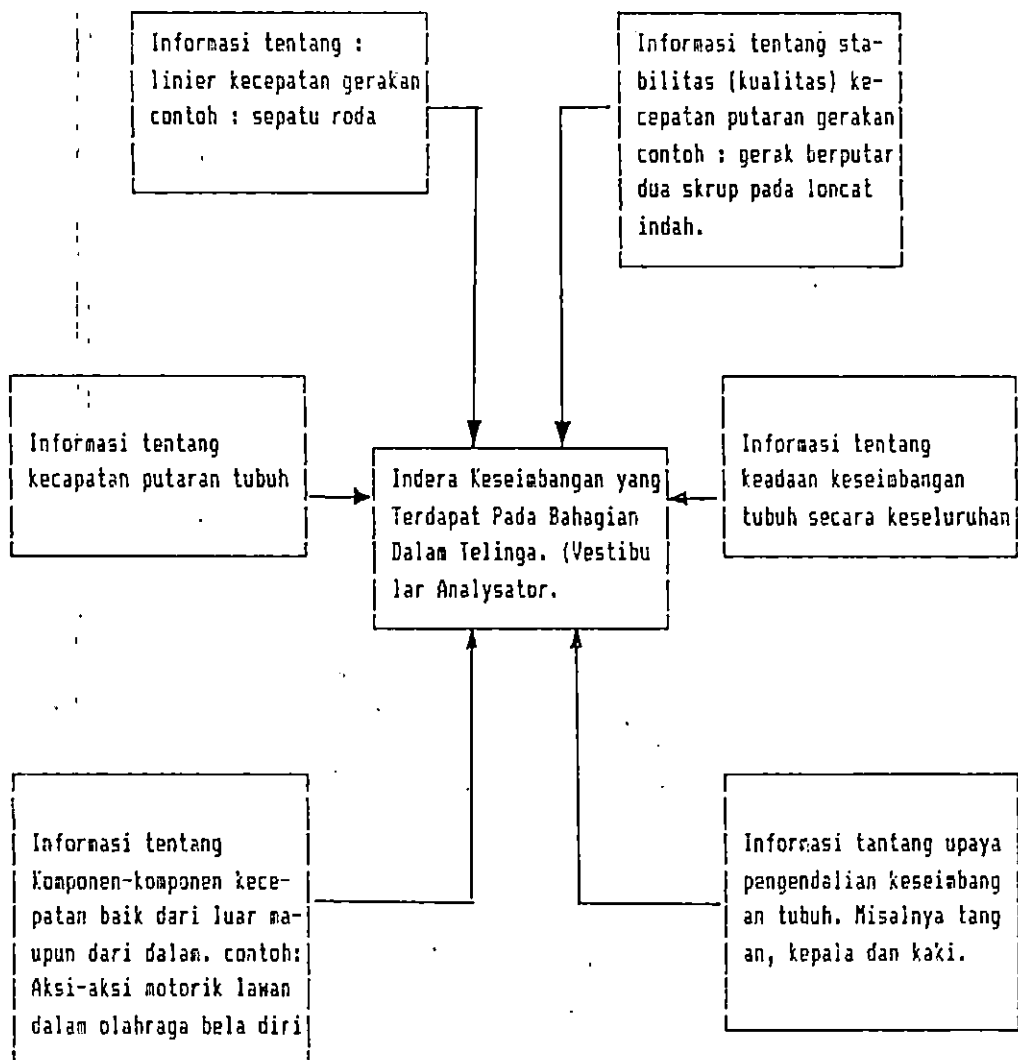 Informasi tentang :
linier kecepatan gerakan
contoh : sepatu roda
Informasi tentang sta-
bilitas (kualitas) ke-
cepatan putaran gerakan
contoh : gerak berputar
dua skrup pada loncat
indah.
Informasi tentang
kecapatan putaran tubuh
Indera Keseimbangan yang
Terdapat Pada Bahagian
Dalam Telinga. (Vestibu
lar Analysator.
Informasi tentang
keadaan keseimbangan
tubuh secara keseluruhan
Informasi tentang
Komponen-komponen kece-
patan baik dari luar ma-
upun dari dalam. contoh:
Aksi-aksi motorik lawan
dalam olahraga bela diri
Informasi tantang upaya
pengendalian keseimbang
an tubuh. Misalnya tang
an, kepala dan kaki.